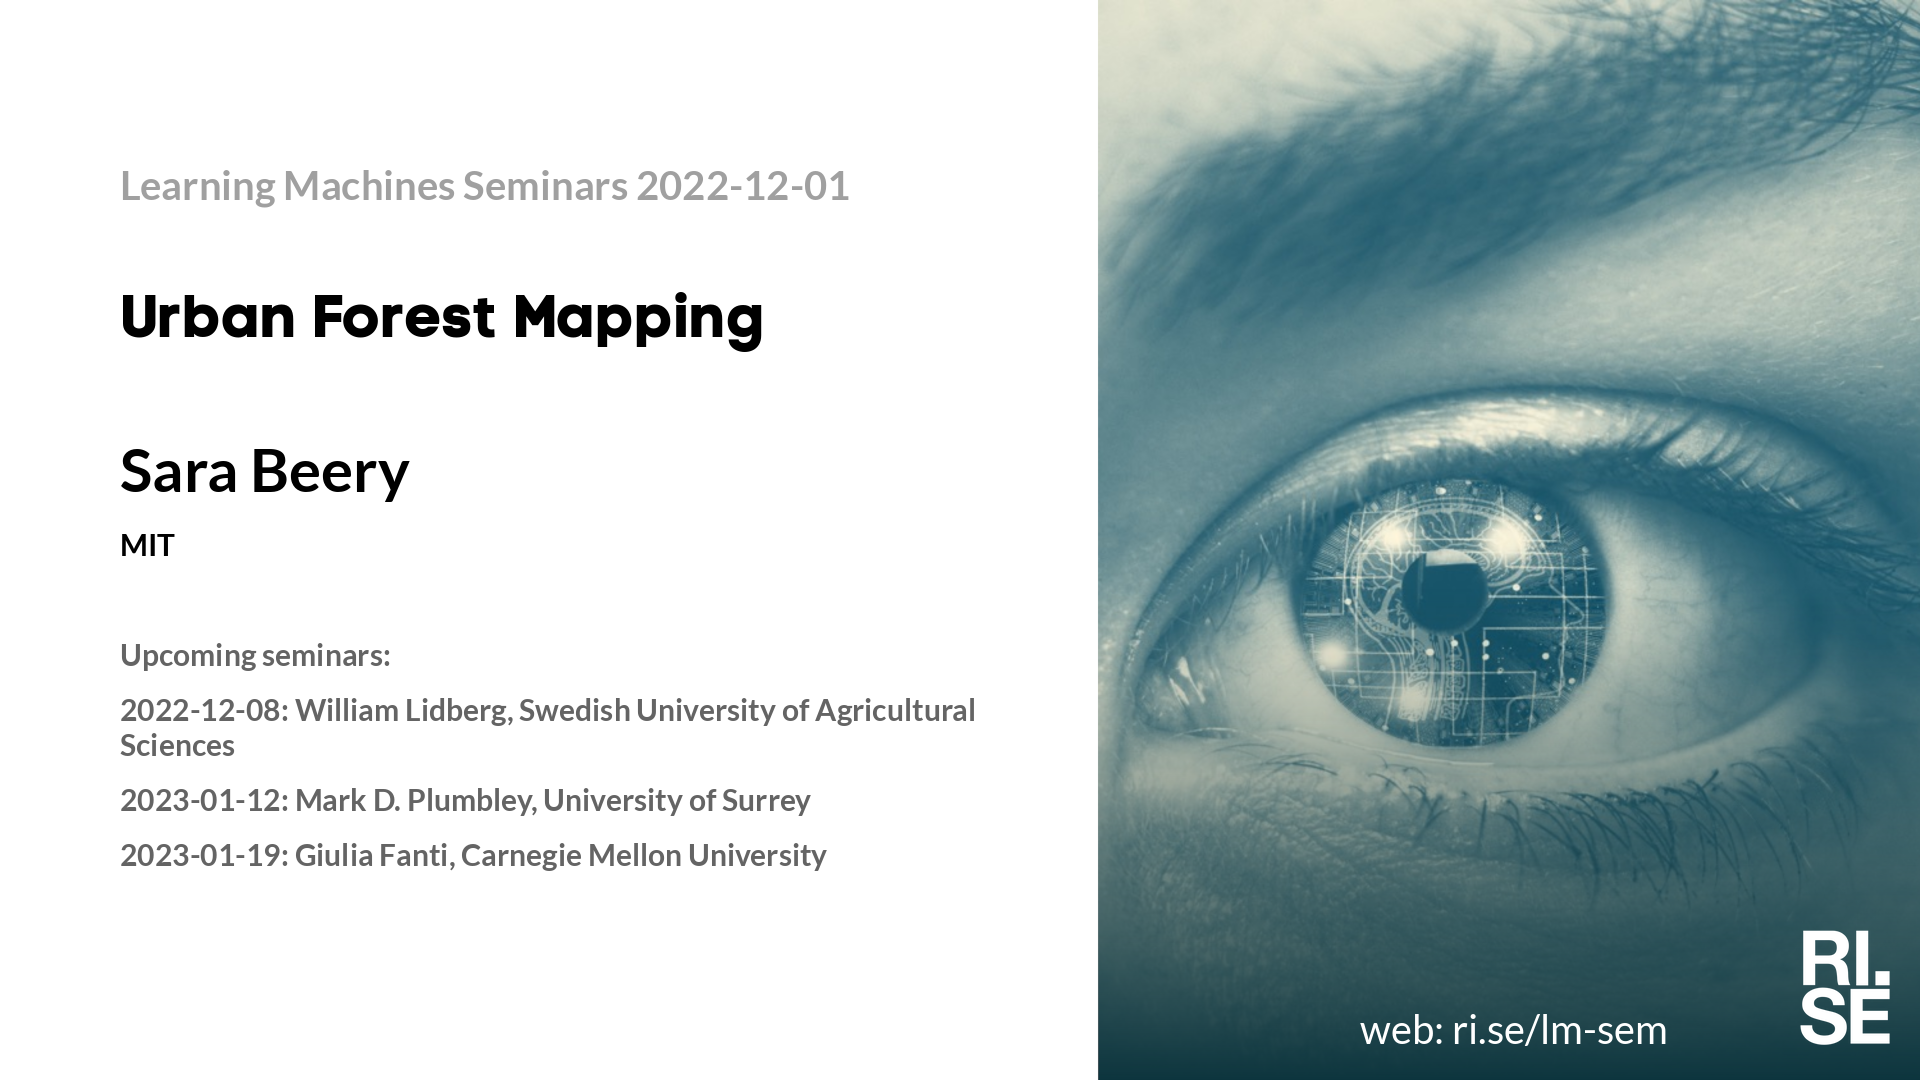 Learning Machines Seminars 2022-12-01
Urban Forest Mapping
Sara Beery
MIT
Upcoming seminars:
2022-12-08: William Lidberg, Swedish University of Agricultural
Sciences
2023-01-12: Mark D. Plumbley, University of Surrey
2023-01-19: Giulia Fanti, Carnegie Mellon University
web: ri.se/lm-sem
RI.
SE